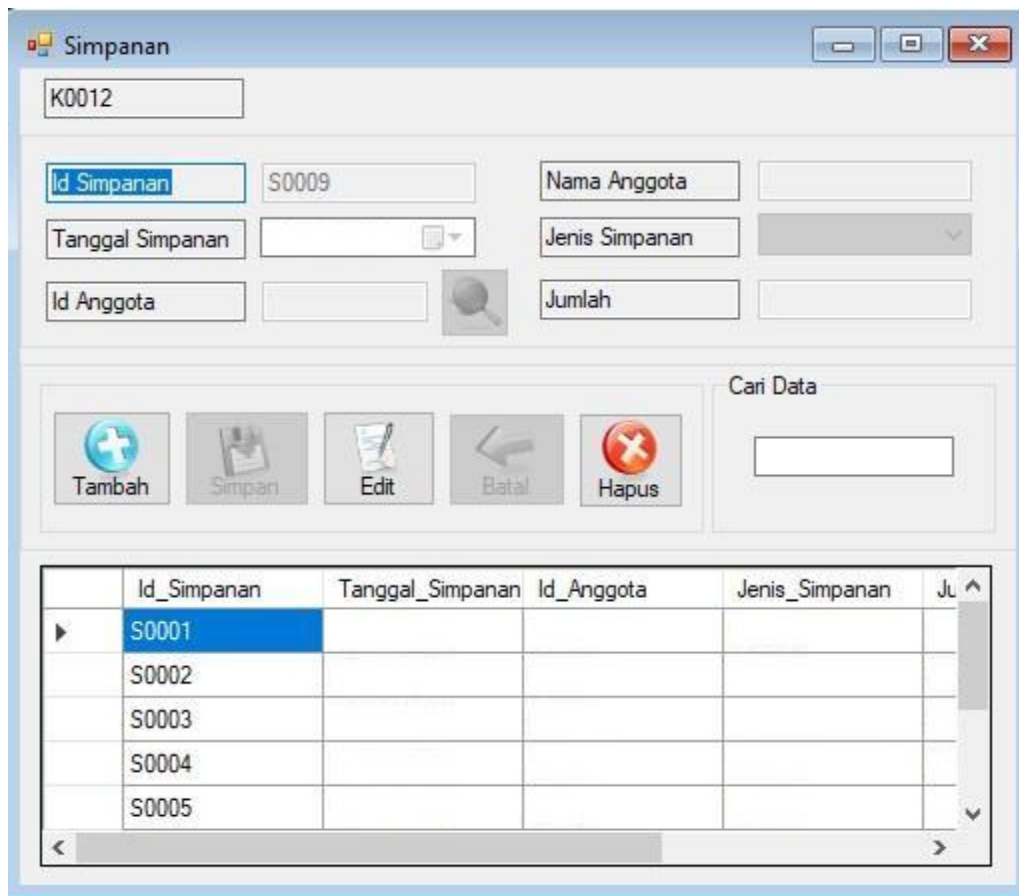 Simpanan
K0012
Id Simpanan S0009 Nama Anggota
Tanggal Simpanan Jenis Simpanan
Id Anggota Jumlah
Cari Data
Tambah Simpan Edit Batal Hapus
Id_Simpanan Tanggal_Simpanan Id_Anggota Jenis_Simpanan Ju
S0001
S0002
S0003
S0004
S0005